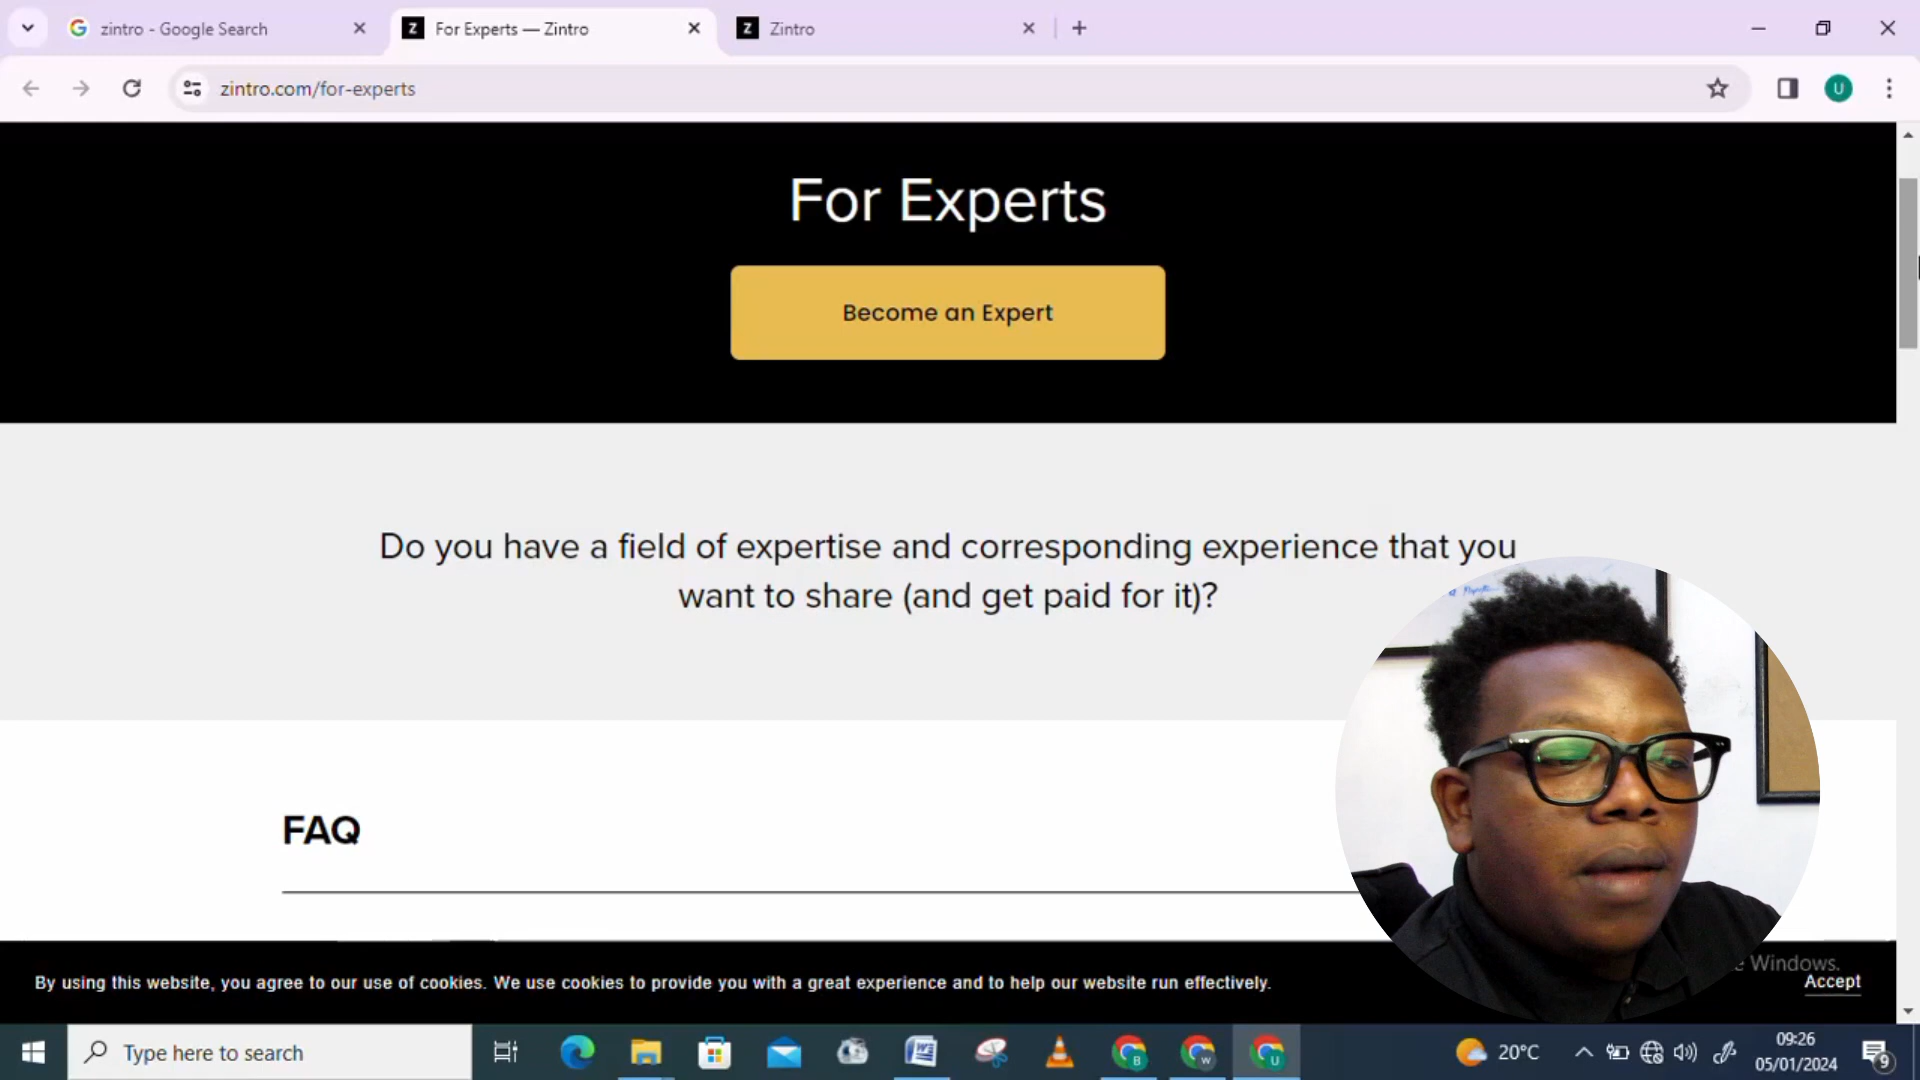 zintro - Google Search
For Experts — Zintro
Zintro
zintro.com/for-experts
U
For Experts
Become an Expert
Do you have a field of expertise and corresponding experience that you
want to share (and get paid for it)?
FAQ
Windows.
By using this website, you agree to our use of cookies. We use cookies to provide you with a great experience and to help our website run effectively.
Accept
Type here to search
20°C
09:26
05/01/2024
9